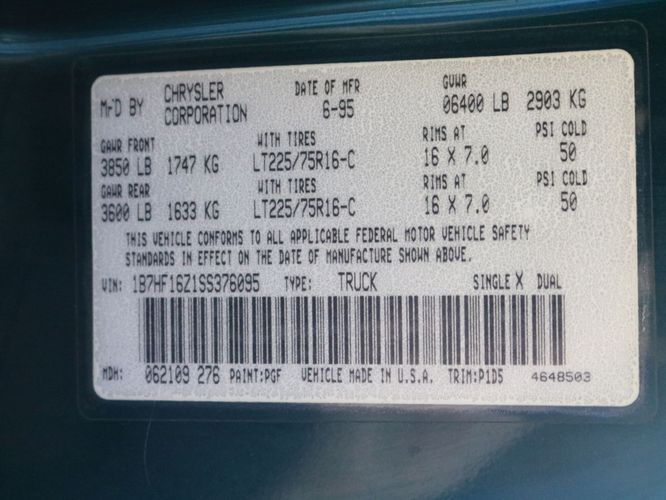 MFD BY CHRYSLER CORPORATION DATE OF MFR 6-95 GVWR 06400 LB 2903 KG
GAWR FRONT WITH TIRES RIMS AT PSI COLD
3850 LB 1747 KG LT225/75R16-C 16 X 7.0 50
GAWR REAR WITH TIRES RIMS AT PSI COLD
3600 LB 1633 KG LT225/75R16-C 16 X 7.0 50
THIS VEHICLE CONFORMS TO ALL APPLICABLE FEDERAL MOTOR VEHICLE SAFETY
STANDARDS IN EFFECT ON THE DATE OF MANUFACTURE SHOWN ABOVE.
VIN: 1B7HF16Z1SS376095 TYPE: TRUCK SINGLE X DUAL
MDH: 062109 276 PAINT:PGF VEHICLE MADE IN U.S.A. TRIM:P1D5 4648503